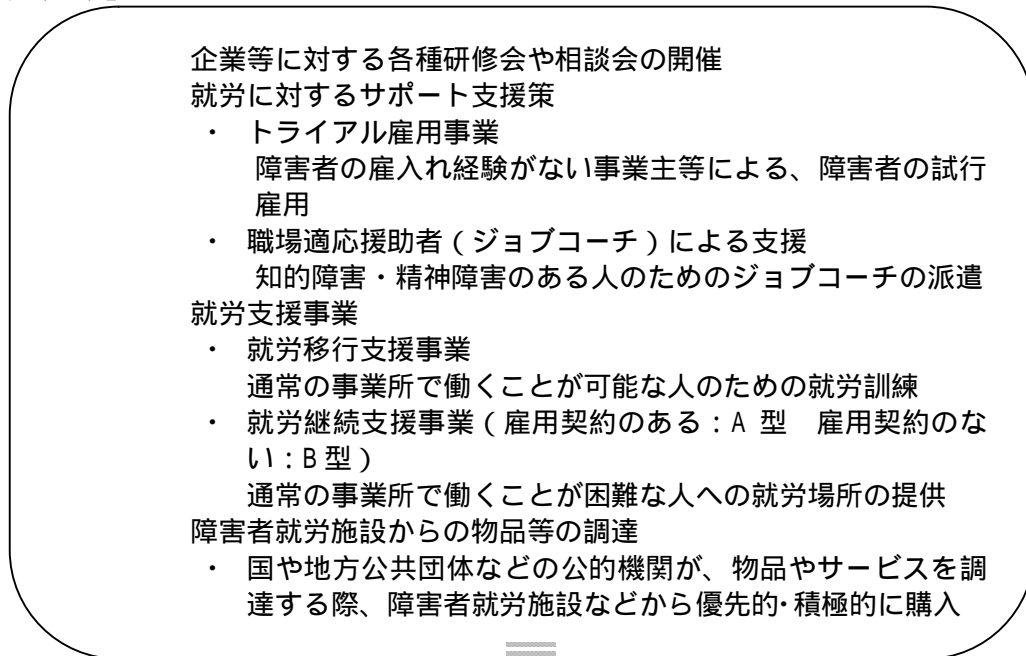 企業等に対する各種研修会や相談会の開催
就労に対するサポート支援策
・ トライアル雇用事業
障害者の雇入れ経験がない事業主等による、障害者の試行
雇用
・ 職場適応援助者(ジョブコーチ)による支援
知的障害・精神障害のある人のためのジョブコーチの派遣
就労支援事業
・ 就労移行支援事業
通常の事業所で働くことが可能な人のための就労訓練
・ 就労継続支援事業(雇用契約のある:A 型 雇用契約のな
い:B型)
通常の事業所で働くことが困難な人への就労場所の提供
障害者就労施設からの物品等の調達
・ 国や地方公共団体などの公的機関が、物品やサービスを調
達する際、障害者就労施設などから優先的・積極的に購入